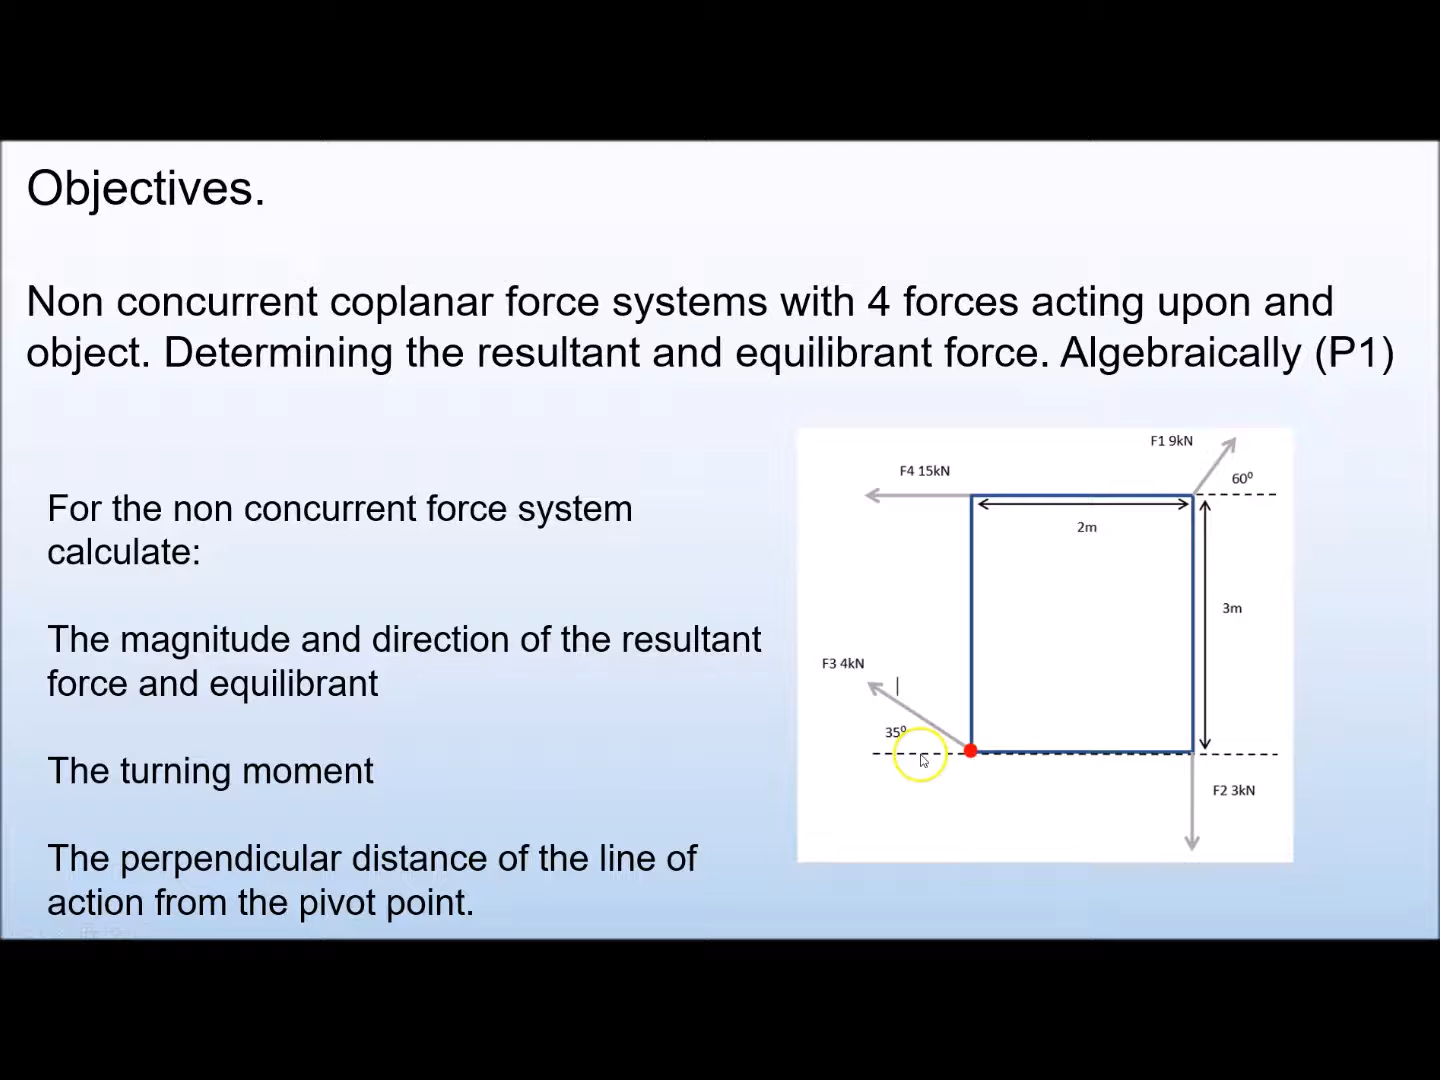 Objectives.
Non concurrent coplanar force systems with 4 forces acting upon and
object. Determining the resultant and equilibrant force. Algebraically (P1)
For the non concurrent force system
calculate:
The magnitude and direction of the resultant
force and equilibrant
The turning moment
The perpendicular distance of the line of
action from the pivot point.
F1 9kN
F4 15kN
60⁰
2m
3m
F3 4kN
35⁰
F2 3kN